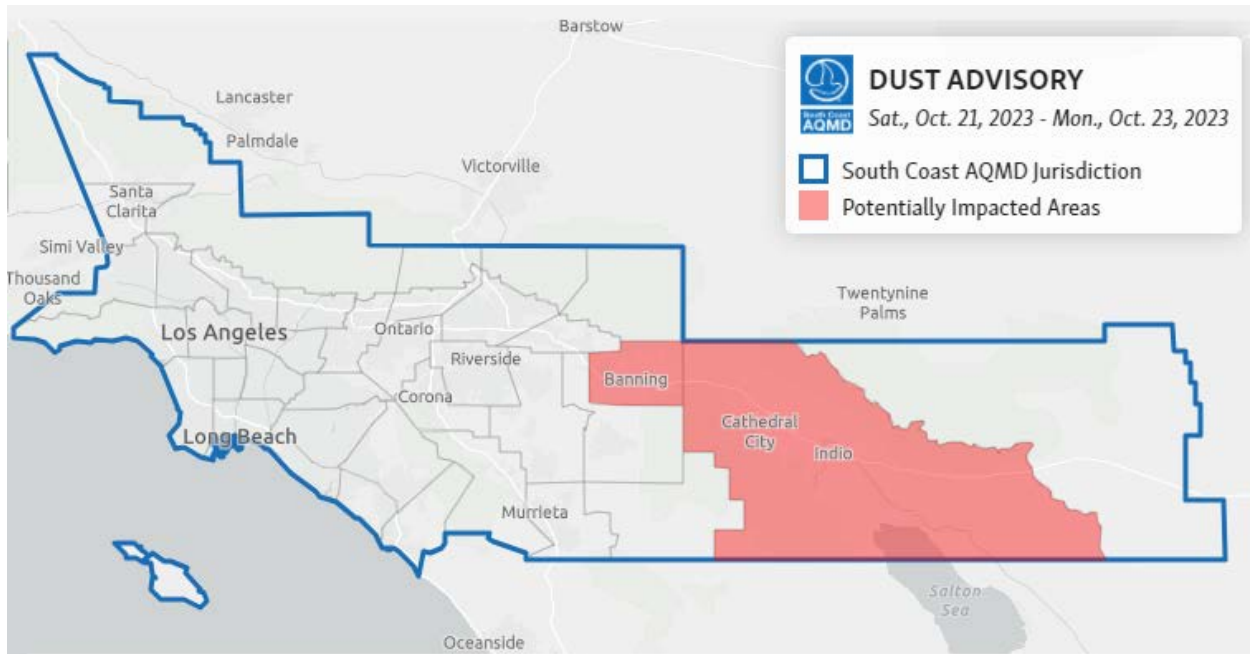 Barstow
DUST ADVISORY
Sat., Oct. 21, 2023 - Mon., Oct. 23, 2023
South Coast
AQMD
South Coast AQMD Jurisdiction
Potentially Impacted Areas
Lancaster
Palmdale
Victorville
Santa
Clarita
Simi Valley
Thousand
Oaks
Twentynine
Palms
Los Angeles
Ontario
Riverside
Banning
Corona
Cathedral
City
Long Beach
Indio
Murrieta
Salton
Sea
Oceanside